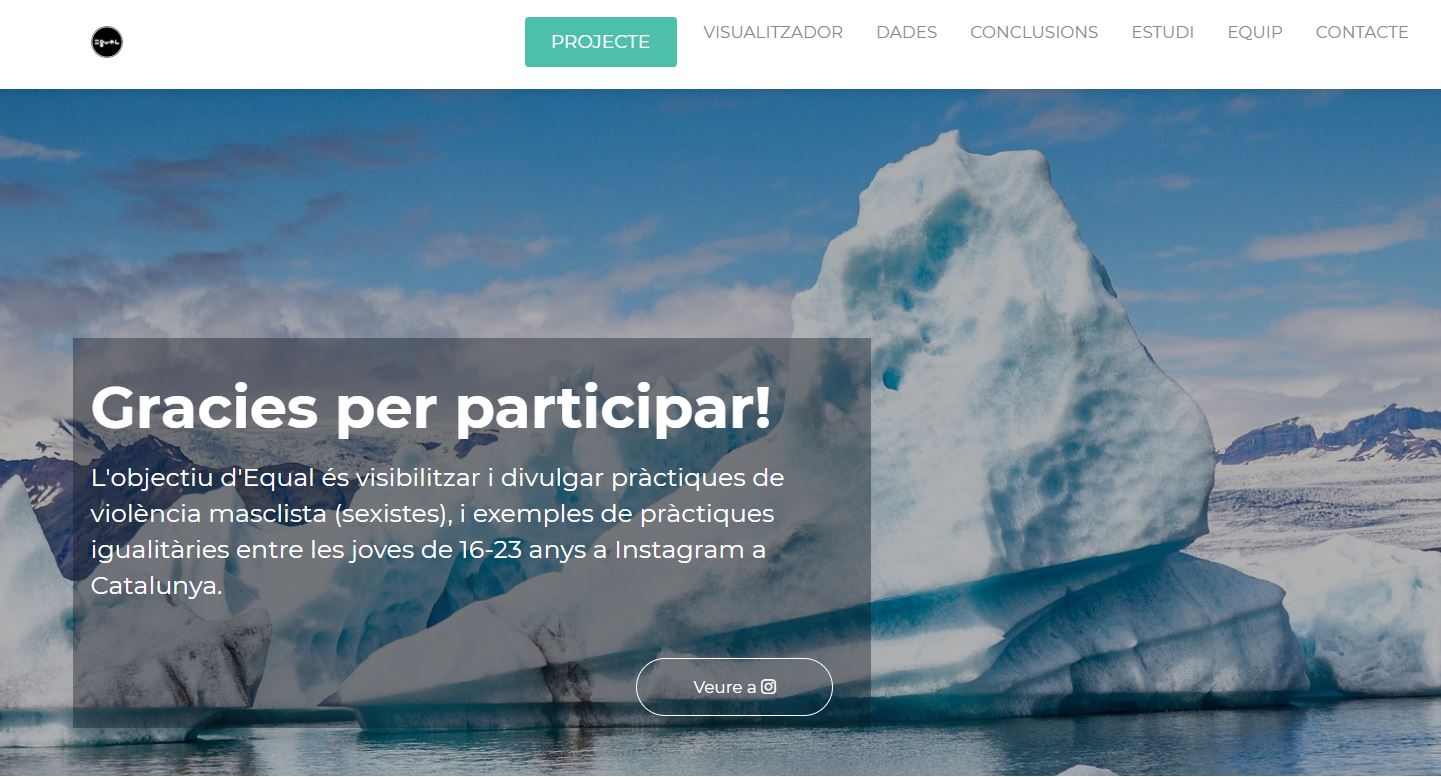 EQUAL
PROJECTE
VISUALITZADOR
DADES
CONCLUSIONS
ESTUDI
EQUIP
CONTACTE
Gracies per participar!
L'objectiu d'Equal és visibilitzar i divulgar pràctiques de
violència masclista (sexistes), i exemples de pràctiques
igualitàries entre les joves de 16-23 anys a Instagram a
Catalunya.
Veure a